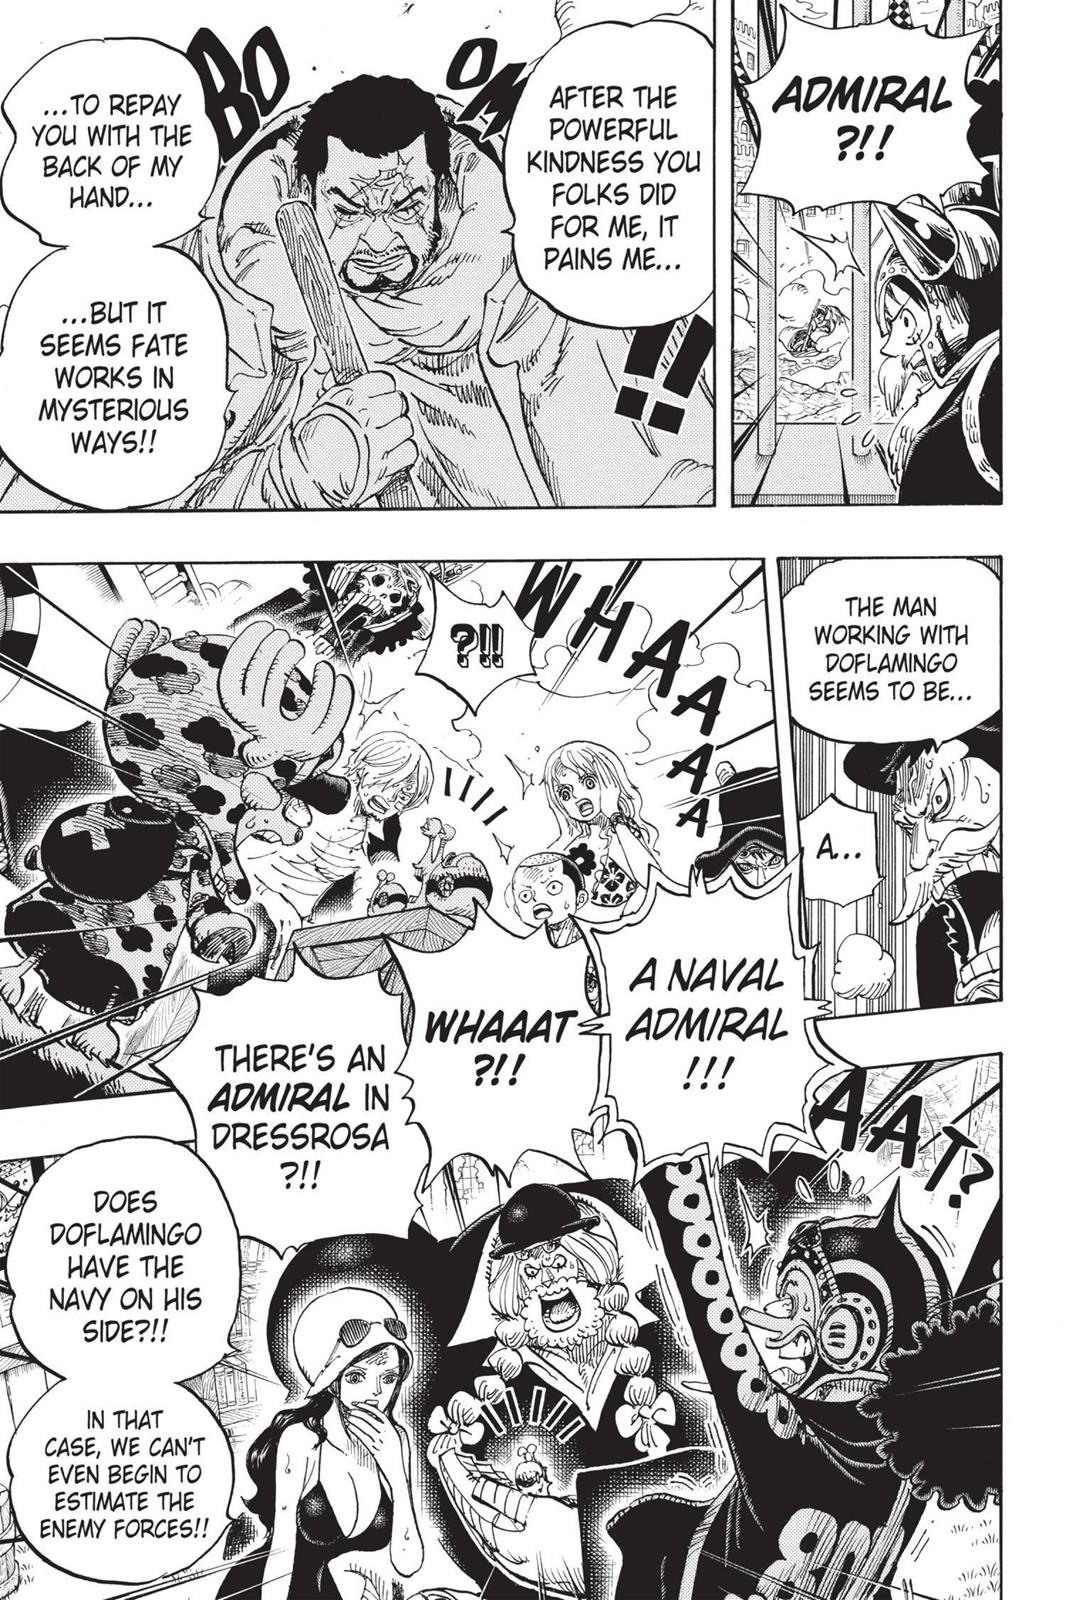 ADMIRAL
?!!
AFTER THE
POWERFUL
KINDNESS YOU
FOLKS DID
FOR ME, IT
PAINS ME...
BOOM
!!
...TO REPAY
YOU WITH THE
BACK OF MY
HAND...
...BUT IT
SEEMS FATE
WORKS IN
MYSTERIOUS
WAYS!!
THE MAN
WORKING WITH
DOFLAMINGO
SEEMS TO BE...
A...
WHAAAAA
?!!
A NAVAL
ADMIRAL
!!!
WHAAAT
?!!
THERE'S AN
ADMIRAL IN
DRESSROSA
?!!
AAT?
DOES
DOFLAMINGO
HAVE THE
NAVY ON HIS
SIDE?!!
IN THAT
CASE, WE CAN'T
EVEN BEGIN TO
ESTIMATE THE
ENEMY FORCES!!